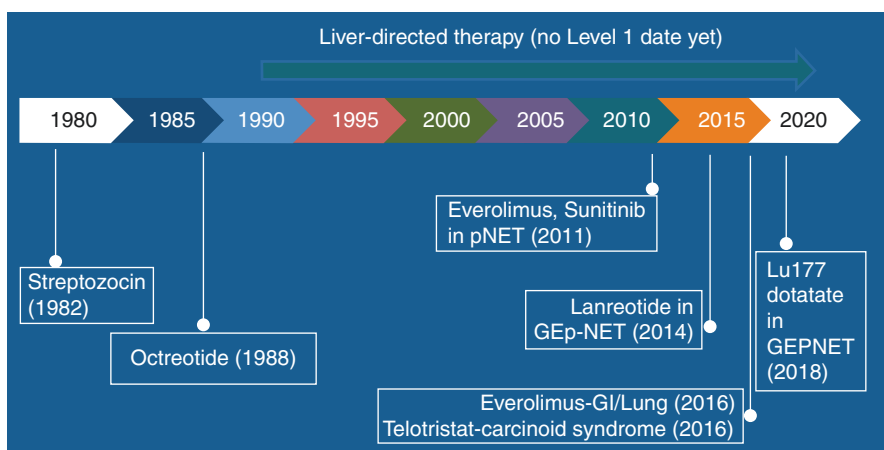 Liver-directed therapy (no Level 1 date yet)
1980 1985 1990 1995 2000 2005 2010 2015 2020
Everolimus, Sunitinib
in pNET (2011)
Streptozocin
(1982)
Lu177
dotatate
in
GEPNET
(2018)
Lanreotide in
GEp-NET (2014)
Octreotide (1988)
Everolimus-GI/Lung (2016)
Telotristat-carcinoid syndrome (2016)